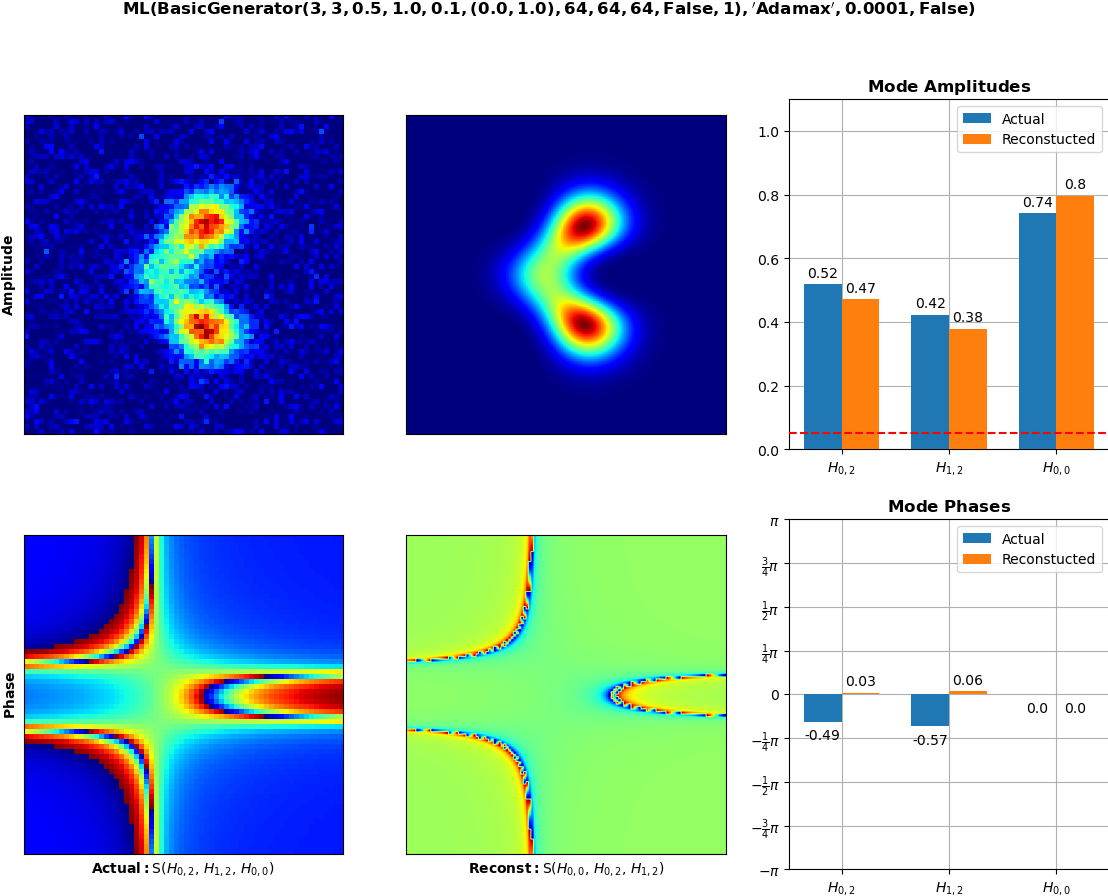 ML(BasicGenerator(3, 3, 0.5, 1.0, 0.1, (0.0, 1.0), 64, 64, 64, False, 1), ′Adamax′, 0.0001, False)
Amplitude
Mode Amplitudes
Actual
Reconstucted
1.0
0.8
0.6
0.4
0.2
0.0
0.52
0.47
0.42
0.38
0.74
0.8
H0,2
H1,2
H0,0
Phase
Actual: S(H0,2, H1,2, H0,0)
Reconst: S(H0,0, H0,2, H1,2)
Mode Phases
Actual
Reconstucted
π
3/4π
1/2π
1/4π
0
−1/4π
−1/2π
−3/4π
−π
-0.49
0.03
-0.57
0.06
0.0
0.0
H0,2
H1,2
H0,0